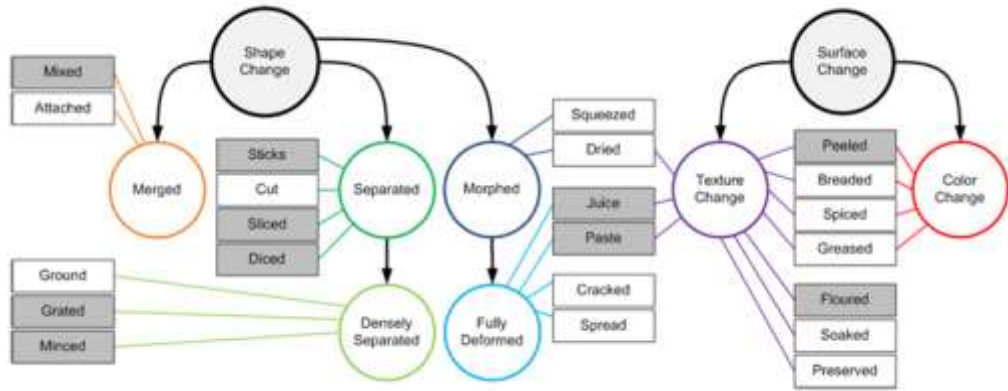 Shape
Change
Surface
Change
Mixed
Attached
Merged
Sticks
Cut
Sliced
Diced
Separated
Morphed
Squeezed
Dried
Juice
Paste
Texture
Change
Peeled
Breaded
Spiced
Greased
Color
Change
Ground
Grated
Minced
Densely
Separated
Fully
Deformed
Cracked
Spread
Floured
Soaked
Preserved